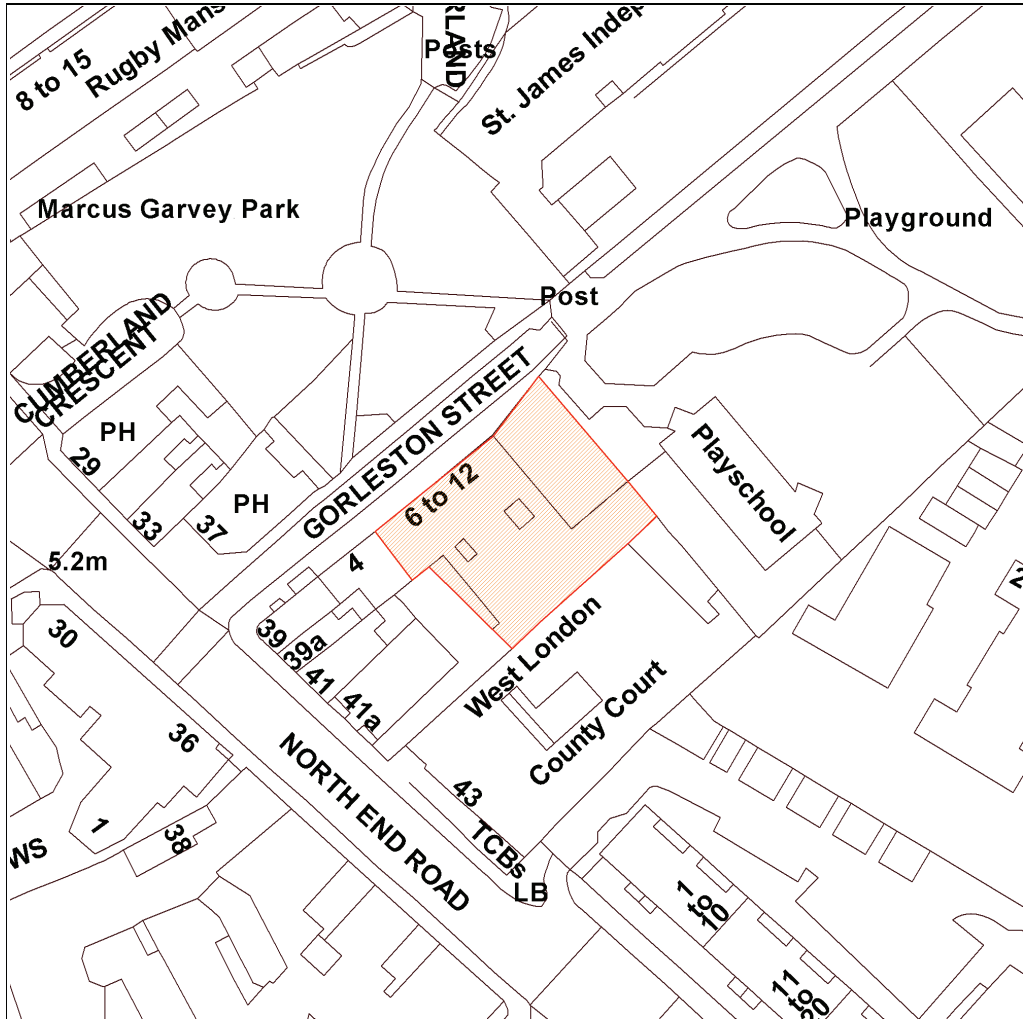 8 to 15
Rugby Mans
Posts
RLAND
St. James Indep
Marcus Garvey Park
Playground
Post
CUMBERLAND
CRESCENT
GORLESTON STREET
PH
29
33
37
PH
6 to 12
Playschool
5.2m
4
30
39
39a
41
41a
West London
County Court
36
NORTH END ROAD
43
TCBs
LB
1
38
WS
1
to
10
11
to
20
2